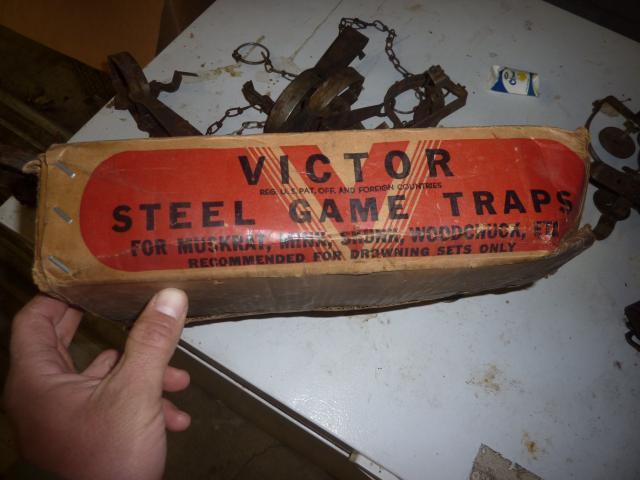 VICTOR
REG. U.S. PAT. OFF. AND FOREIGN COUNTRIES
STEEL GAME TRAPS
FOR MUSKRAT, MINK, SKUNK, WOODCHUCK, ETC
RECOMMENDED FOR DROWNING SETS ONLY